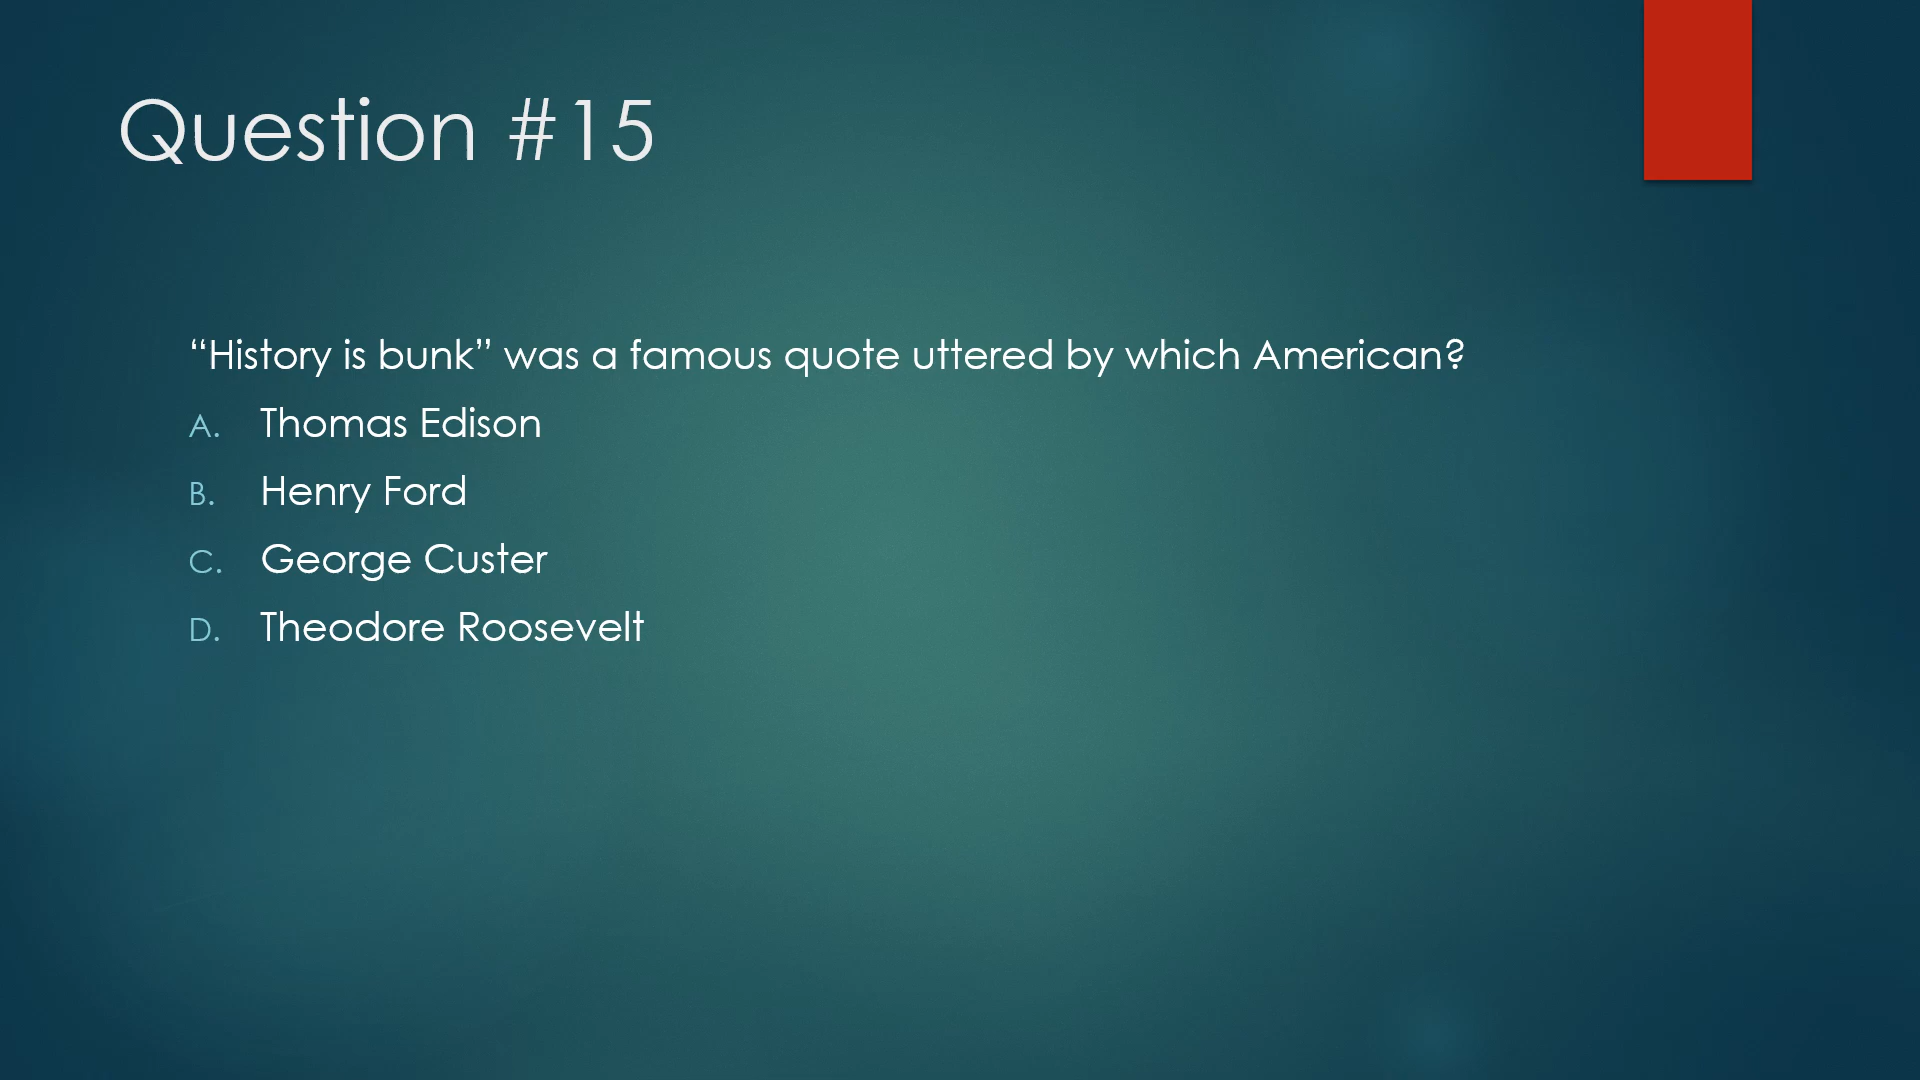 Question #15
“History is bunk” was a famous quote uttered by which American?
A. Thomas Edison
B. Henry Ford
C. George Custer
D. Theodore Roosevelt